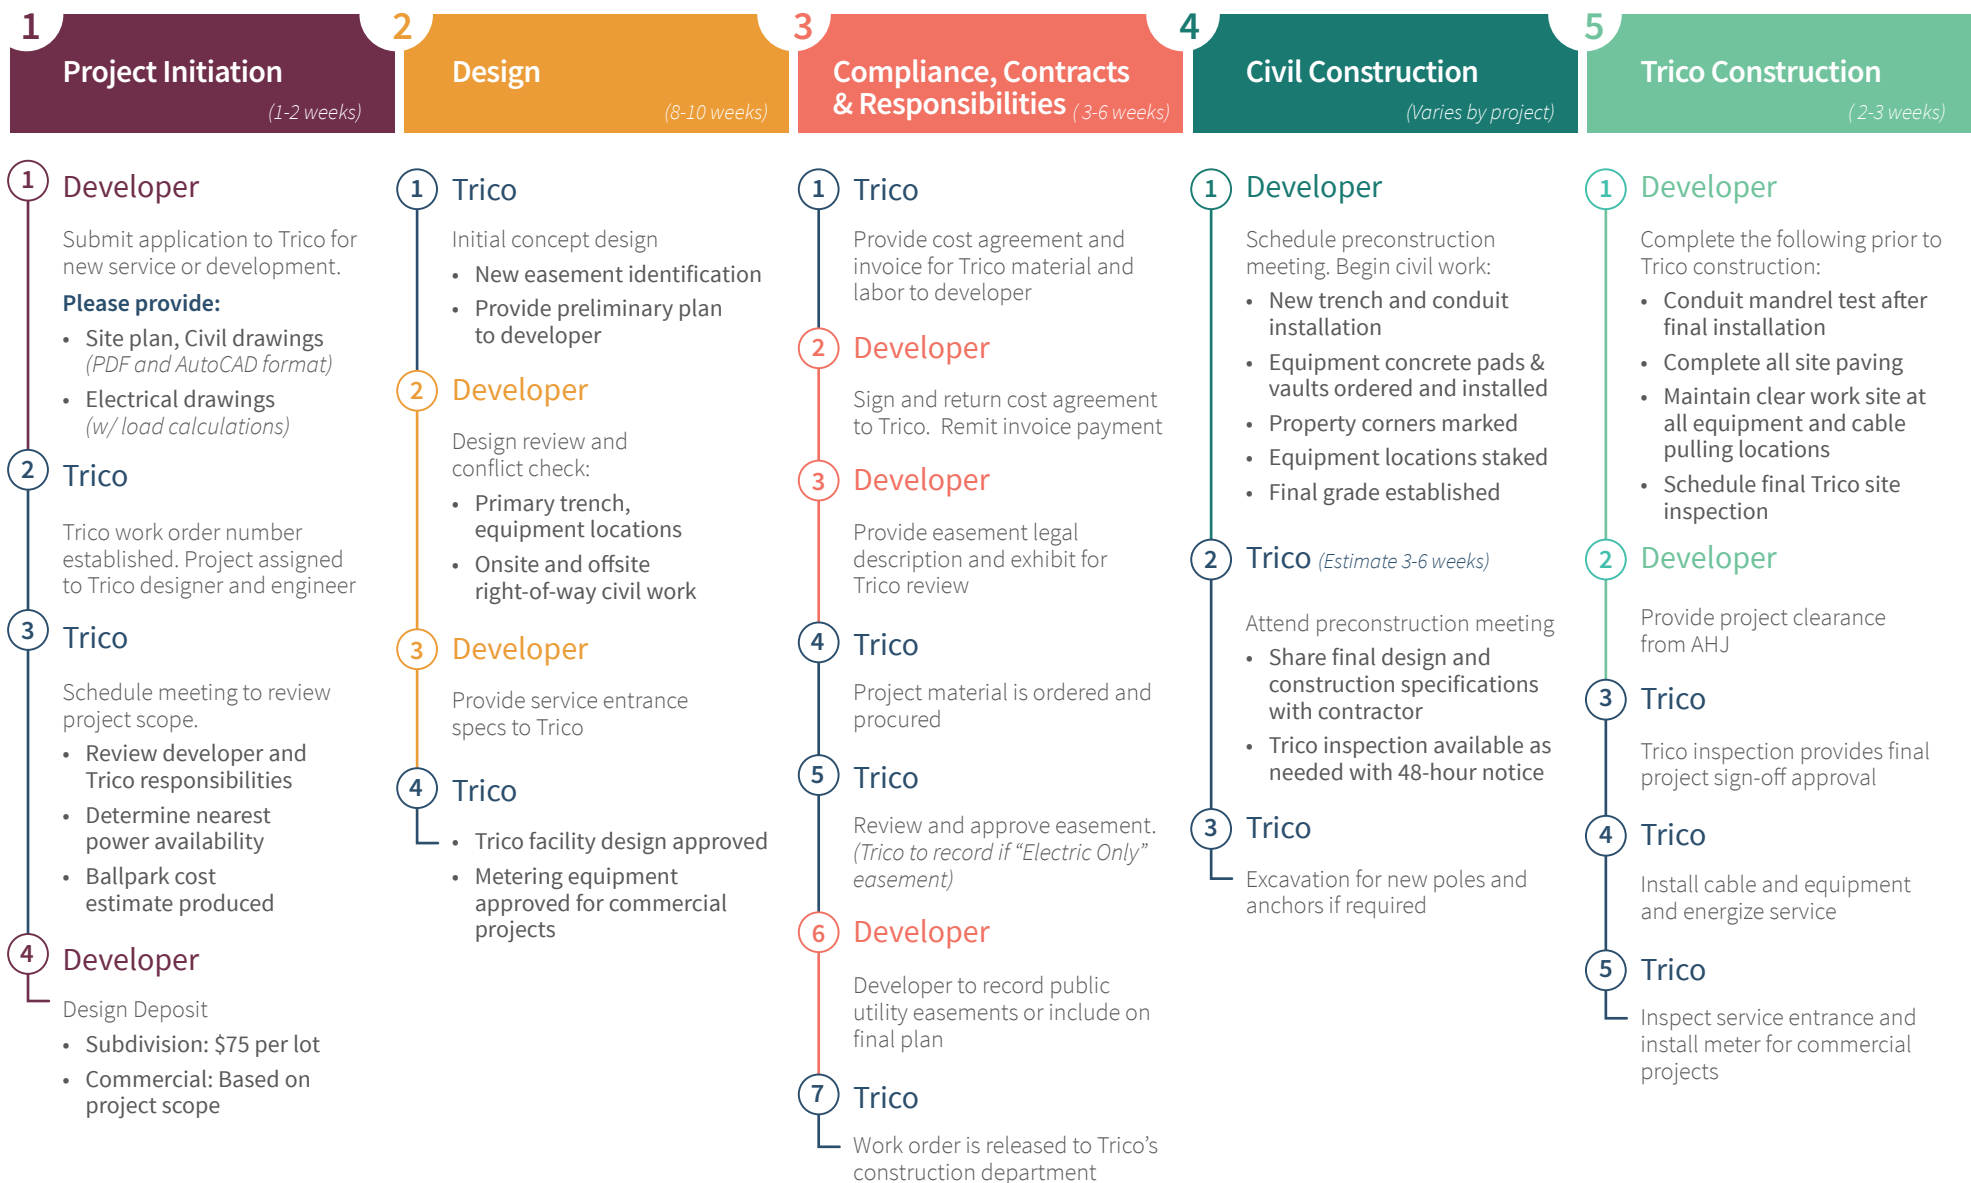 1
Project Initiation
(1-2 weeks)
1
Developer
Submit application to Trico for
new service or development.
Please provide:
• Site plan, Civil drawings
(PDF and AutoCAD format)
• Electrical drawings
(w/ load calculations)
2
Trico
Trico work order number
established. Project assigned
to Trico designer and engineer
3
Trico
Schedule meeting to review
project scope.
• Review developer and
Trico responsibilities
• Determine nearest
power availability
• Ballpark cost
estimate produced
4
Developer
Design Deposit
• Subdivision: $75 per lot
• Commercial: Based on
project scope
2
Design
(8-10 weeks)
1
Trico
Initial concept design
• New easement identification
• Provide preliminary plan
to developer
2
Developer
Design review and
conflict check:
• Primary trench,
equipment locations
• Onsite and offsite
right-of-way civil work
3
Developer
Provide service entrance
specs to Trico
4
Trico
• Trico facility design approved
• Metering equipment
approved for commercial
projects
3
Compliance, Contracts
& Responsibilities ( 3-6 weeks)
1
Trico
Provide cost agreement and
invoice for Trico material and
labor to developer
2
Developer
Sign and return cost agreement
to Trico.  Remit invoice payment
3
Developer
Provide easement legal
description and exhibit for
Trico review
4
Trico
Project material is ordered and
procured
5
Trico
Review and approve easement.
(Trico to record if “Electric Only”
easement)
6
Developer
Developer to record public
utility easements or include on
final plan
7
Trico
Work order is released to Trico’s
construction department
4
Civil Construction
(Varies by project)
1
Developer
Schedule preconstruction
meeting. Begin civil work:
• New trench and conduit
installation
• Equipment concrete pads &
vaults ordered and installed
• Property corners marked
• Equipment locations staked
• Final grade established
2
Trico (Estimate 3-6 weeks)
Attend preconstruction meeting
• Share final design and
construction specifications
with contractor
• Trico inspection available as
needed with 48-hour notice
3
Trico
Excavation for new poles and
anchors if required
5
Trico Construction
( 2-3 weeks)
1
Developer
Complete the following prior to
Trico construction:
• Conduit mandrel test after
final installation
• Complete all site paving
• Maintain clear work site at
all equipment and cable
pulling locations
• Schedule final Trico site
inspection
2
Developer
Provide project clearance
from AHJ
3
Trico
Trico inspection provides final
project sign-off approval
4
Trico
Install cable and equipment
and energize service
5
Trico
Inspect service entrance and
install meter for commercial
projects